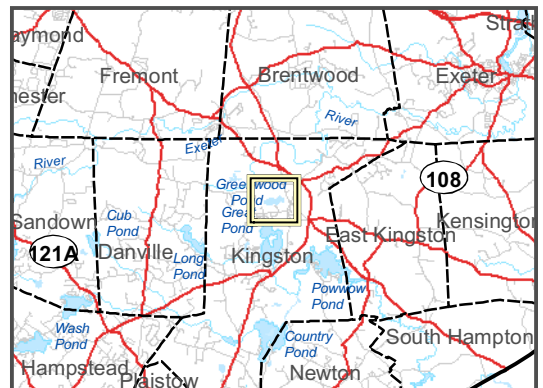 aymond
Strat
Fremont
Brentwood
Exeter
hester
River
Exeter
River
108
Greenwood
Pond
Great
Pond
Sandown
Cub
Pond
Kensington
East Kingston
121A
Danville
Long
Pond
Kingston
Powwow
Pond
Wash
Pond
Country
Pond
South Hampton
Hampstead
Plaistow
Newton